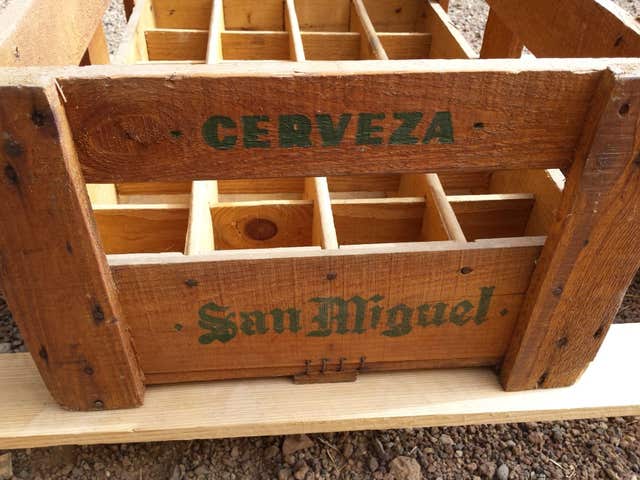 · CERVEZA ·
· San Miguel ·